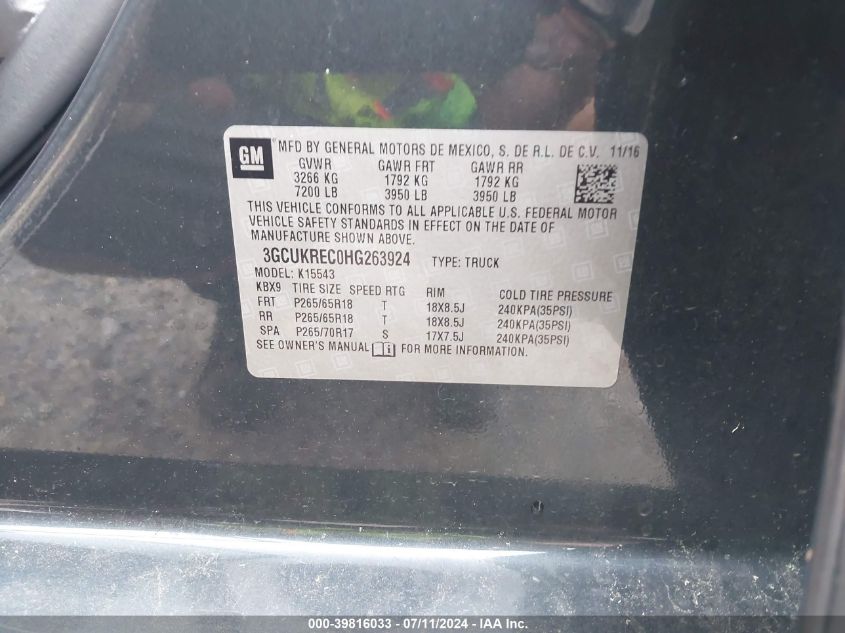 GM
MFD BY GENERAL MOTORS DE MEXICO, S. DE R.L. DE C.V. 11/16
GVWR GAWR FRT GAWR RR
3266 KG 1792 KG 1792 KG
7200 LB 3950 LB 3950 LB
THIS VEHICLE CONFORMS TO ALL APPLICABLE U.S. FEDERAL MOTOR
VEHICLE SAFETY STANDARDS IN EFFECT ON THE DATE OF
MANUFACTURE SHOWN ABOVE.
3GCUKREC0HG263924 TYPE: TRUCK
MODEL: K15543
KBX9 TIRE SIZE SPEED RTG RIM COLD TIRE PRESSURE
FRT P265/65R18 T 18X8.5J 240KPA(35PSI)
RR P265/65R18 T 18X8.5J 240KPA(35PSI)
SPA P265/70R17 S 17X7.5J 240KPA(35PSI)
SEE OWNER'S MANUAL FOR MORE INFORMATION.
000-39816033 - 07/11/2024 - IAA Inc.